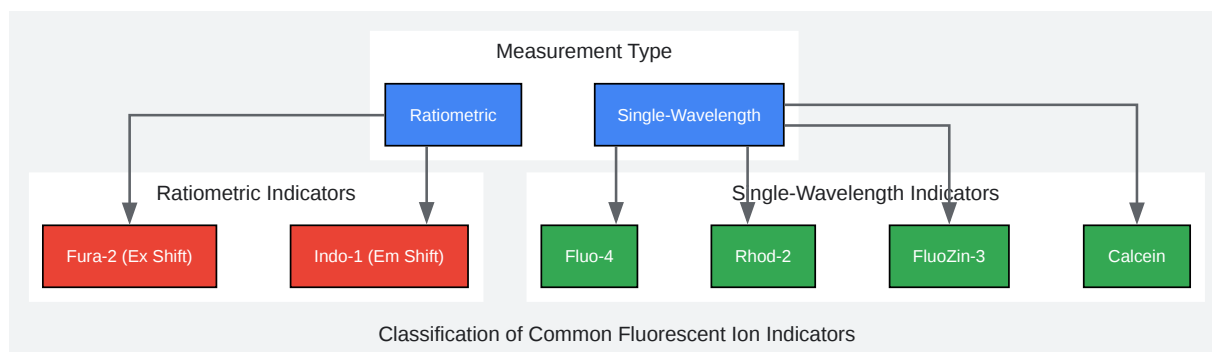 Measurement Type
Ratiometric
Single-Wavelength
Ratiometric Indicators
Single-Wavelength Indicators
Fura-2 (Ex Shift)
Indo-1 (Em Shift)
Fluo-4
Rhod-2
FluoZin-3
Calcein
Classification of Common Fluorescent Ion Indicators